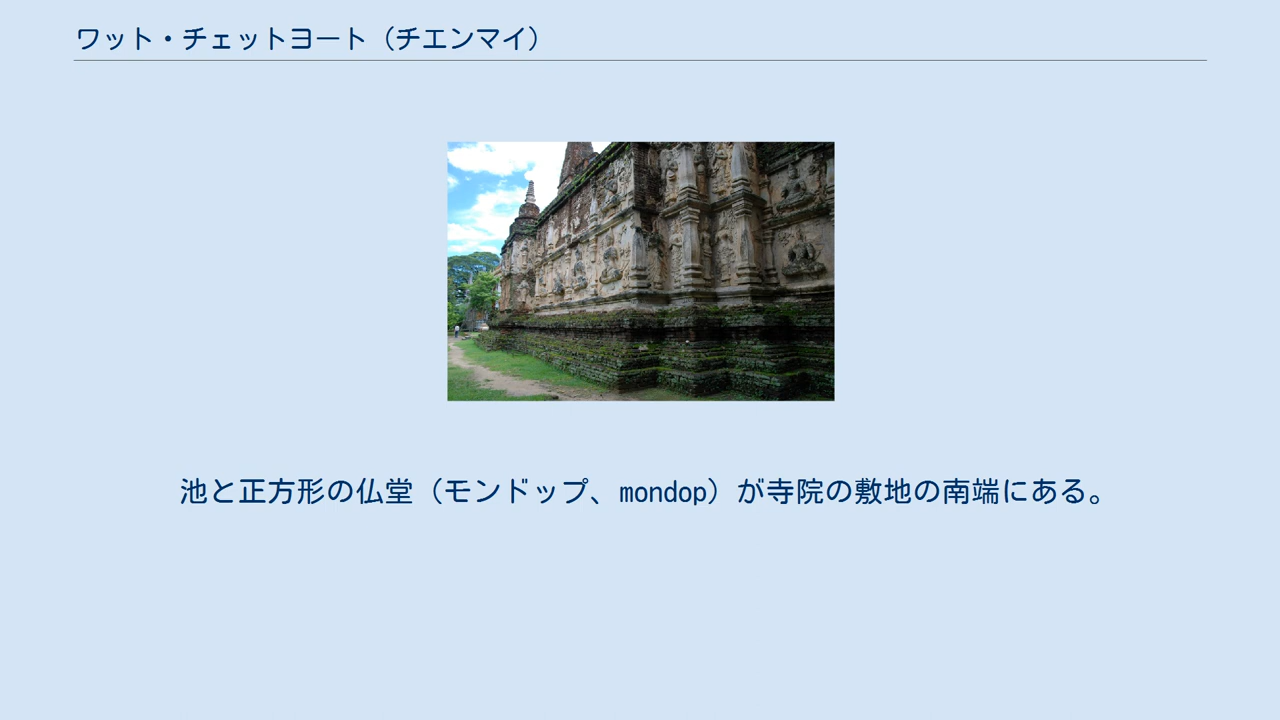 ワット・チェットヨート（チエンマイ）
池と正方形の仏堂（モンドップ、mondop）が寺院の敷地の南端にある。